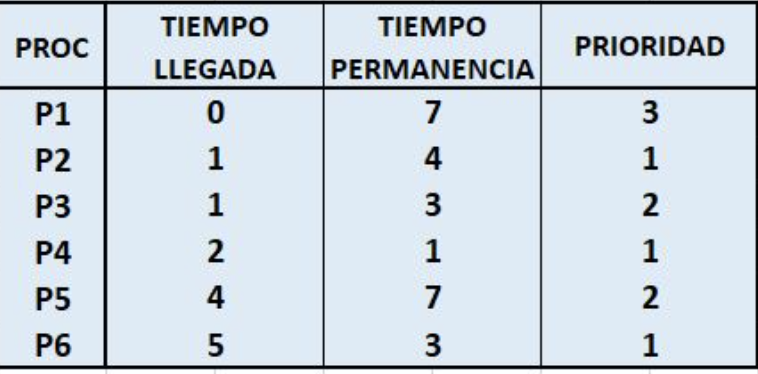 PROC TIEMPO LLEGADA TIEMPO PERMANENCIA PRIORIDAD
P1 0 7 3
P2 1 4 1
P3 1 3 2
P4 2 1 1
P5 4 7 2
P6 5 3 1